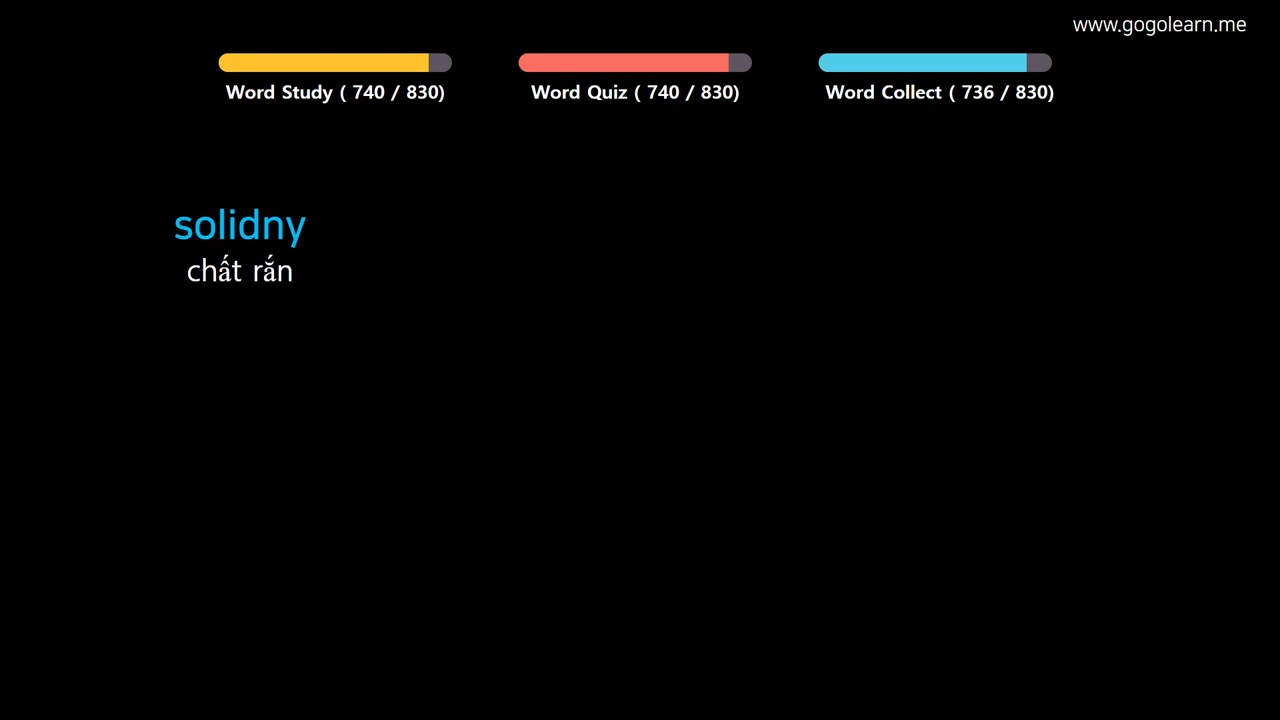 www.gogolearn.me
Word Study ( 740 / 830)
Word Quiz ( 740 / 830)
Word Collect ( 736 / 830)
solidny
chất rắn